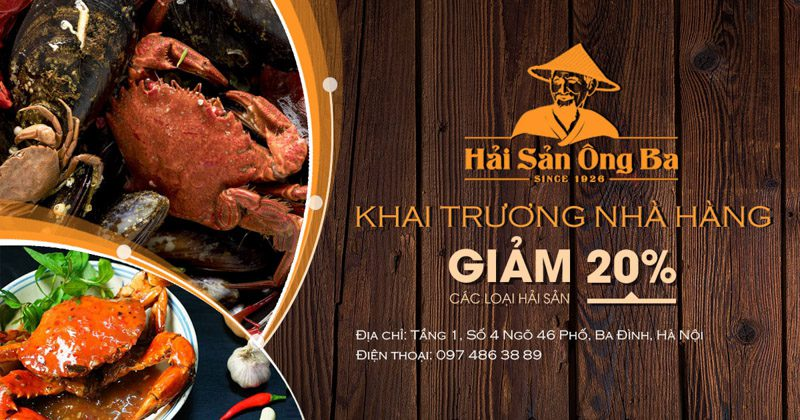 Hải Sản Ông Ba
SINCE 1926
KHAI TRƯƠNG NHÀ HÀNG
GIẢM 20%
CÁC LOẠI HẢI SẢN
Địa chỉ: Tầng 1, Số 4 Ngõ 46 Phố, Ba Đình, Hà Nội
Điện thoại: 097 486 38 89